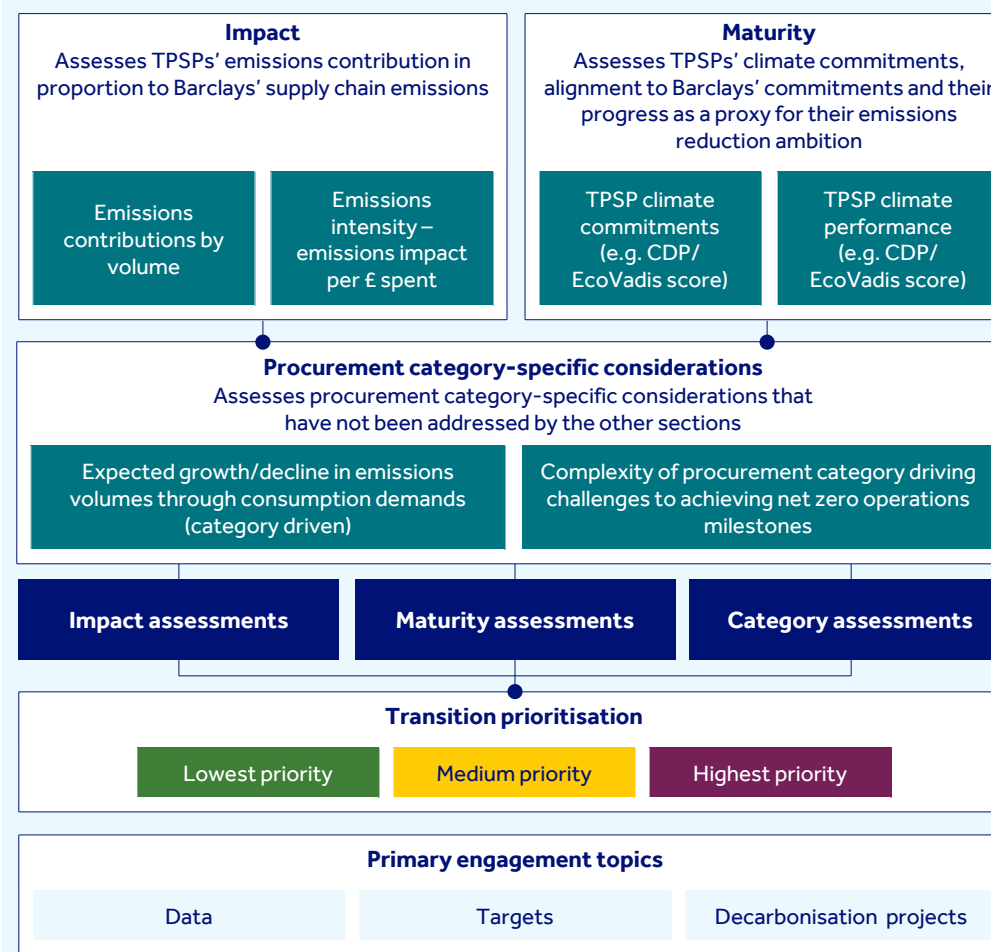 Impact
Assesses TPSPs' emissions contribution in
proportion to Barclays' supply chain emissions
Emissions
contributions by
volume
Emissions
intensity –
emissions impact
per £ spent
Maturity
Assesses TPSPs' climate commitments,
alignment to Barclays' commitments and their
progress as a proxy for their emissions
reduction ambition
TPSP climate
commitments
(e.g. CDP/
EcoVadis score)
TPSP climate
performance
(e.g. CDP/
EcoVadis score)
Procurement category-specific considerations
Assesses procurement category-specific considerations that
have not been addressed by the other sections
Expected growth/decline in emissions
volumes through consumption demands
(category driven)
Complexity of procurement category driving
challenges to achieving net zero operations
milestones
Impact assessments
Maturity assessments
Category assessments
Transition prioritisation
Lowest priority
Medium priority
Highest priority
Primary engagement topics
Data
Targets
Decarbonisation projects